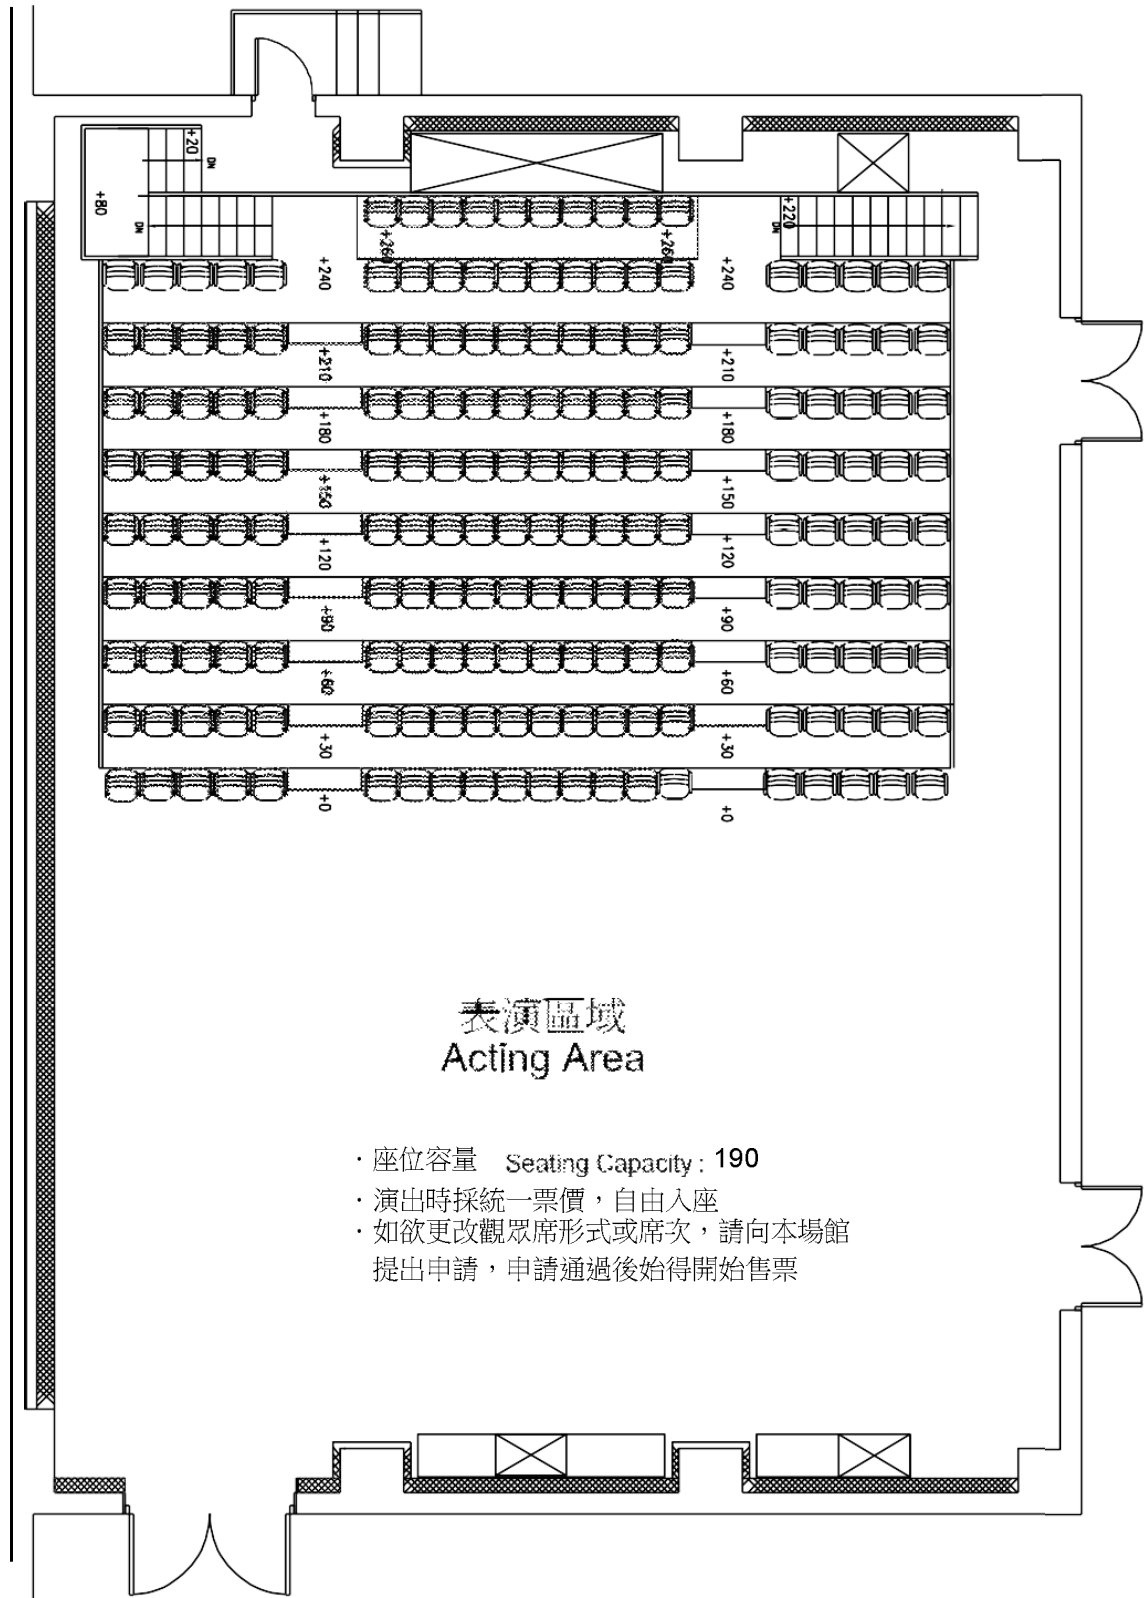 +20
DN
+80
DN
+220
DN
+260
+260
+240
+240
+210
+210
+180
+180
+150
+150
+120
+120
+90
+90
+60
+60
+30
+30
+0
+0
表演區域
Acting Area
·座位容量 Seating Capacity : 190
·演出時採統一票價，自由入座
·如欲更改觀眾席形式或席次，請向本場館
提出申請，申請通過後始得開始售票